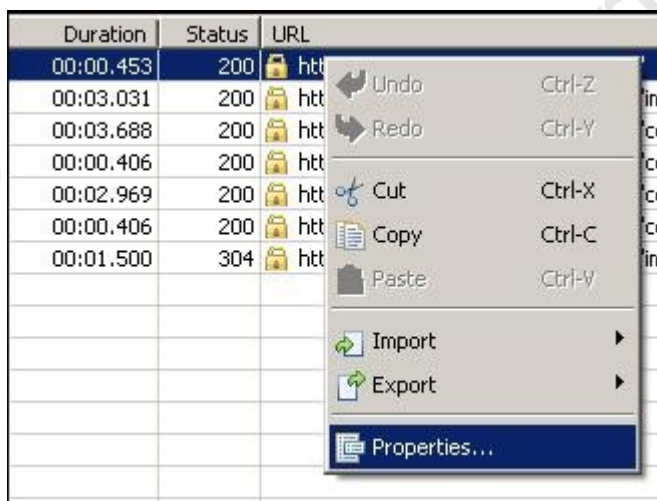 Duration Status URL
00:00.453 200 htt
00:03.031 200 htt
00:03.688 200 htt
00:00.406 200 htt
00:02.969 200 htt
00:00.406 200 htt
00:01.500 304 htt
Undo Ctrl-Z
Redo Ctrl-Y
Cut Ctrl-X
Copy Ctrl-C
Paste Ctrl-V
Import
Export
Properties...